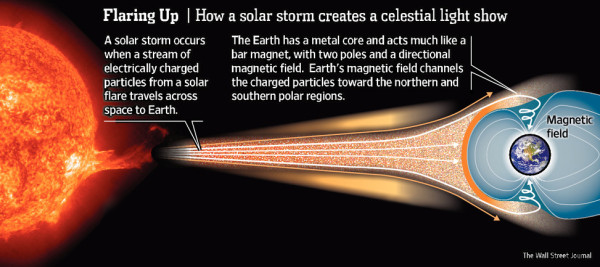 Flaring Up | How a solar storm creates a celestial light show
A solar storm occurs
when a stream of
electrically charged
particles from a solar
flare travels across
space to Earth.
The Earth has a metal core and acts much like a
bar magnet, with two poles and a directional
magnetic field. Earth's magnetic field channels
the charged particles toward the northern and
southern polar regions.
Magnetic
field
The Wall Street Journal